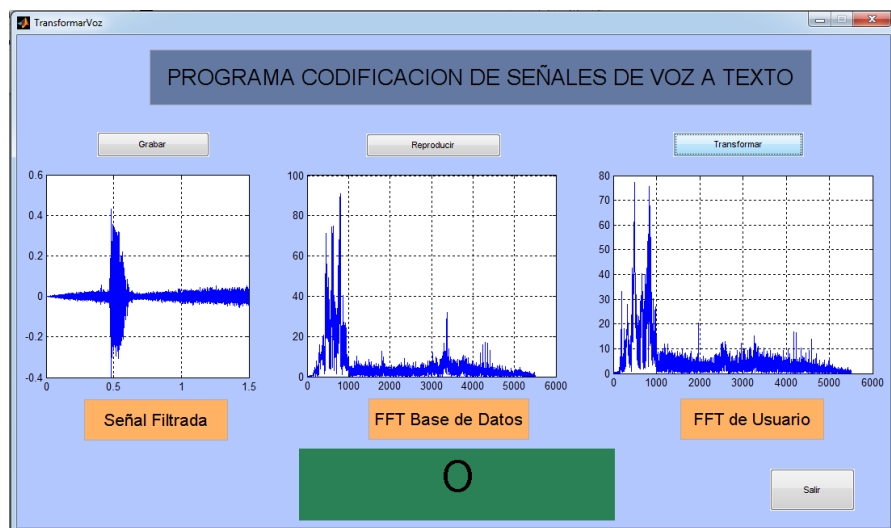 TransformarVoz
PROGRAMA CODIFICACION DE SEÑALES DE VOZ A TEXTO
Grabar
Reproducir
Transformar
0.6
0.4
0.2
0
-0.2
-0.4
0 0.5 1 1.5
100
80
60
40
20
0
0 1000 2000 3000 4000 5000 6000
80
70
60
50
40
30
20
10
0
0 1000 2000 3000 4000 5000 6000
Señal Filtrada
FFT Base de Datos
FFT de Usuario
O
Salir